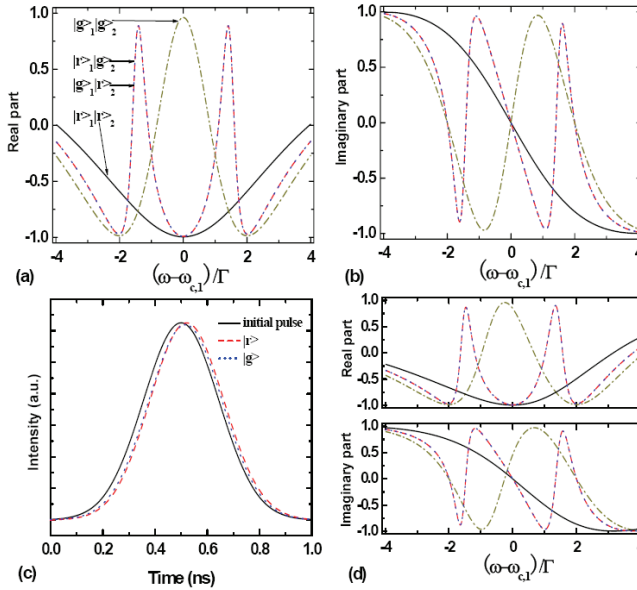 1.0
0.5
0.0
-0.5
-1.0
Real part
|g>₁|g>₂
|r>₁|g>₂
|g>₁|r>₂
|r>₁|r>₂
-4 -2 0 2 4
(a) (ω-ω_c,1)/Γ
1.0
0.5
0.0
-0.5
-1.0
Imaginary part
-4 -2 0 2 4
(b) (ω-ω_c,1)/Γ
Intensity (a.u.)
initial pulse
|r>
|g>
0.0 0.2 0.4 0.6 0.8 1.0
(c) Time (ns)
1.0
0.5
0.0
-0.5
-1.0
Real part
1.0
0.5
0.0
-0.5
-1.0
Imaginary part
-4 -2 0 2 4
(ω-ω_c,1)/Γ (d)